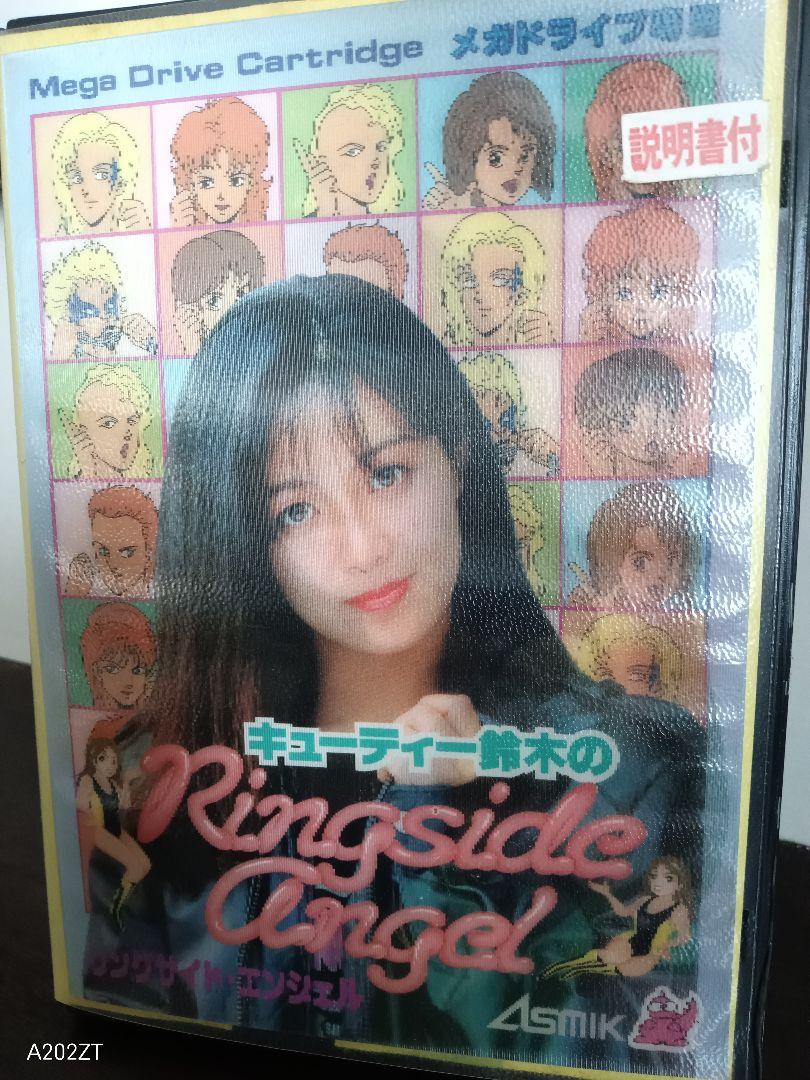 Mega Drive Cartridge メガドライブ専用
説明書付
キューティー鈴木の
Ringside
angel
リングサイド・エンジェル
ASMIK
A202ZT